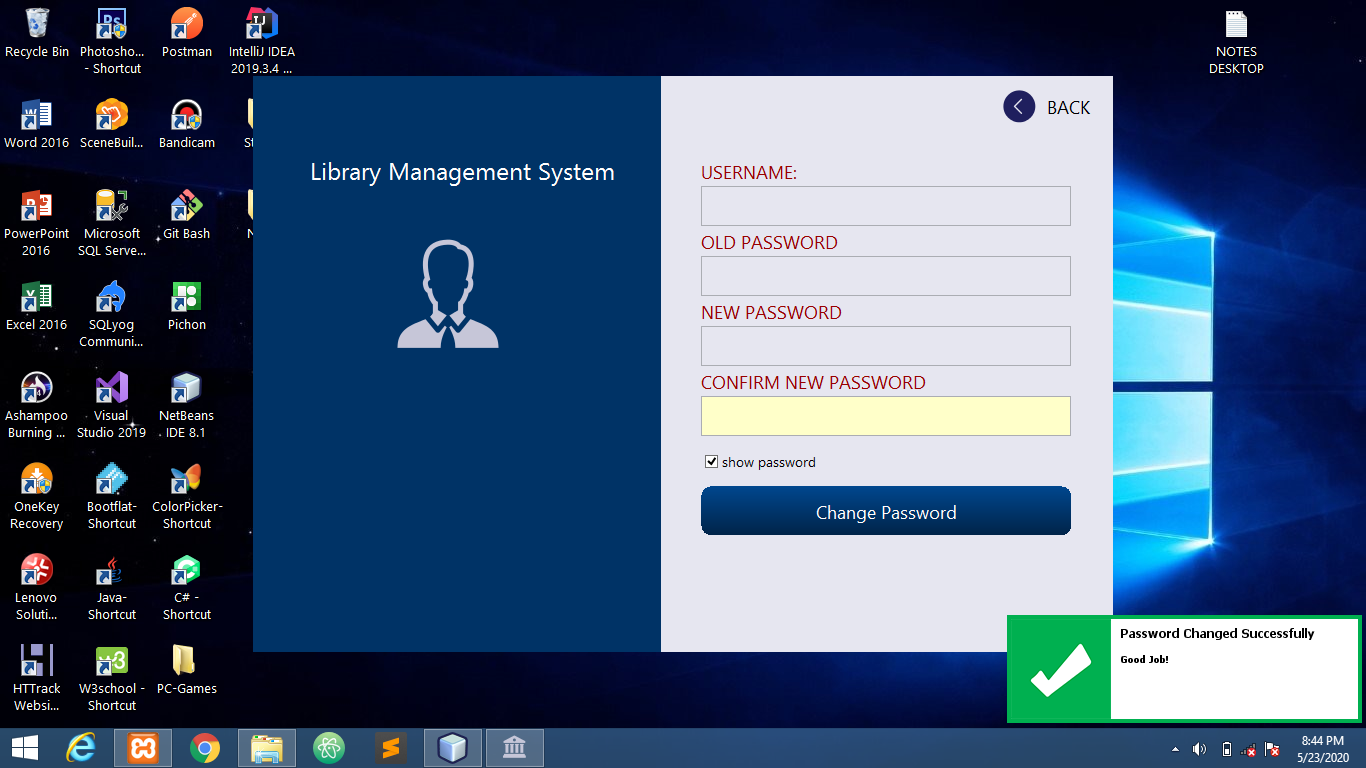 Recycle Bin
Photosho...
- Shortcut
Postman
IntelliJ IDEA
2019.3.4 ...
NOTES
DESKTOP
Word 2016
SceneBuil...
Bandicam
PowerPoint
2016
Microsoft
SQL Serve...
Git Bash
Excel 2016
SQLyog
Communi...
Pichon
Ashampoo
Burning ...
Visual
Studio 2019
NetBeans
IDE 8.1
OneKey
Recovery
Bootflat-
Shortcut
ColorPicker-
Shortcut
Lenovo
Soluti...
Java-
Shortcut
C# -
Shortcut
HTTrack
Websi...
W3school -
Shortcut
PC-Games
Library Management System
BACK
USERNAME:
OLD PASSWORD
NEW PASSWORD
CONFIRM NEW PASSWORD
show password
Change Password
Password Changed Successfully
Good Job!
8:44 PM
5/23/2020